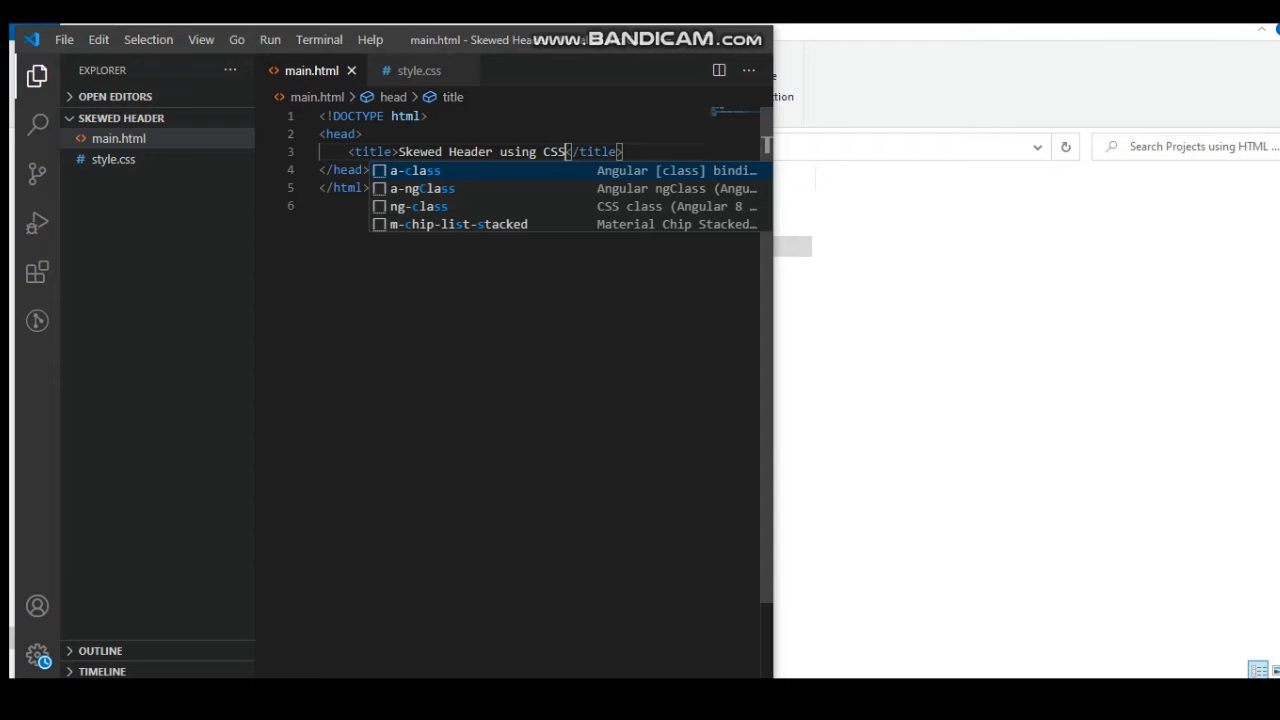 File Edit Selection View Go Run Terminal Help main.html - Skewed Hea
www.BANDICAM.com
EXPLORER
main.html
style.css
OPEN EDITORS
SKEWED HEADER
main.html
style.css
OUTLINE
TIMELINE
main.html > head > title
1 <!DOCTYPE html>
2 <head>
3 <title>Skewed Header using CSS</title>
4 </head>
5 </html>
6
a-class Angular [class] bindi...
a-ngClass Angular ngClass (Angu...
ng-class CSS class (Angular 8 ...
m-chip-list-stacked Material Chip Stacked...
T
e
ction
Search Projects using HTML ...